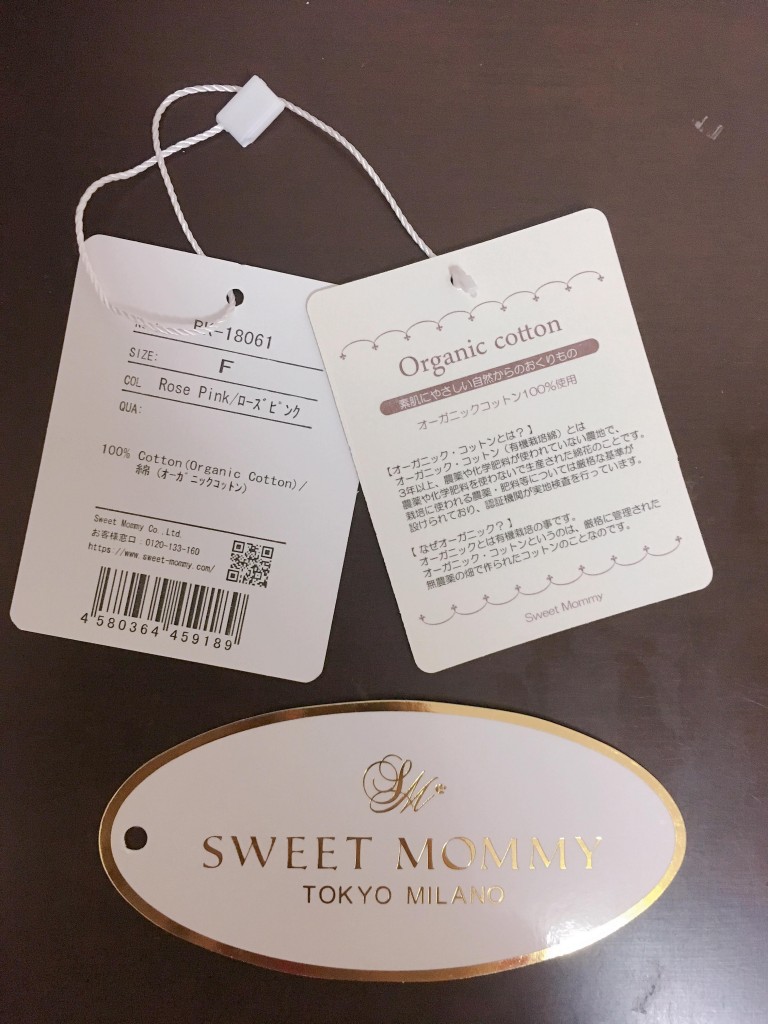 -18061
SIZE: F
COL Rose Pink/ローズピンク
QUA:
100% Cotton(Organic Cotton)/
綿(オーガニックコットン)
Sweet Mommy Co.Ltd.
お客様窓口 0120-133-160
https://www.sweet-mommy.com/
4 580364 459189
Organic cotton
素肌にやさしい自然からのおくりもの
オーガニックコットン100%使用
【オーガニック・コットンとは?】
オーガニック・コットン(有機栽培綿)とは
3年以上、農薬や化学肥料が使われていない農地で、
農薬や化学肥料を使わないで生産された綿花のことです。
栽培に使われる農薬・肥料等については厳格な基準が
設けられており、認証機関が実地検査を行っています。
【なぜオーガニック?】
オーガニックとは有機栽培の事です。
オーガニック・コットンというのは、厳格に管理された
無農薬の畑で作られたコットンのことなのです。
Sweet Mommy
SM
SWEET MOMMY
TOKYO MILANO